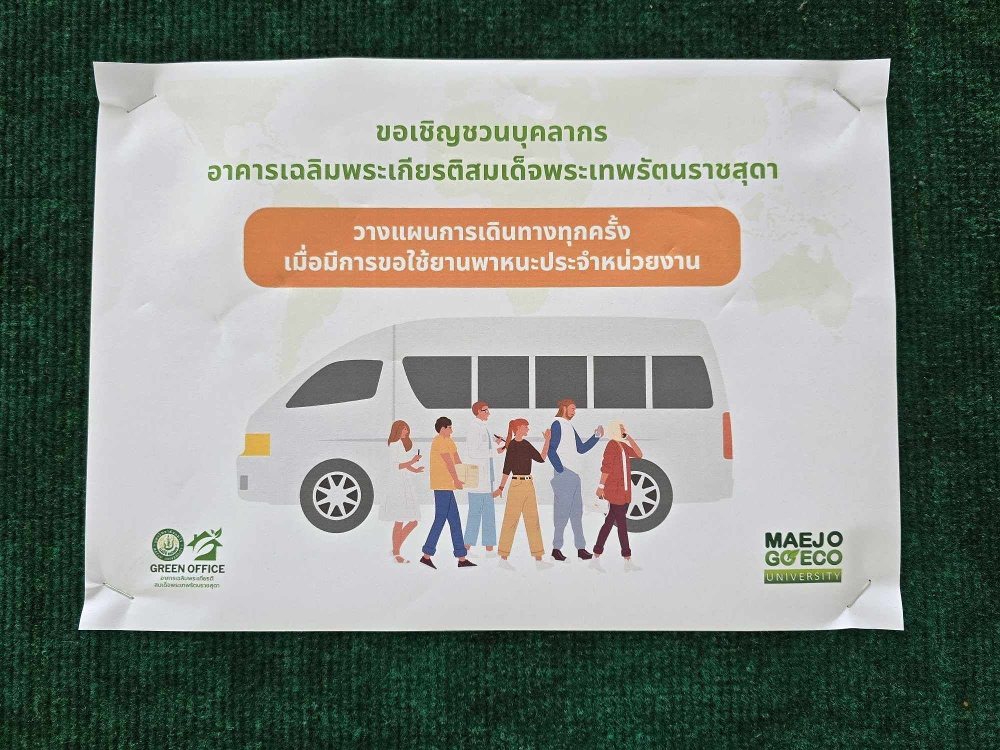 ขอเชิญชวนบุคลากร
อาคารเฉลิมพระเกียรติสมเด็จพระเทพรัตนราชสุดา
วางแผนการเดินทางทุกครั้ง
เมื่อมีการขอใช้ยานพาหนะประจำหน่วยงาน
MAEJO UNIVERSITY
GREEN OFFICE
อาคารเฉลิมพระเกียรติ
สมเด็จพระเทพรัตนราชสุดา
MAEJO
GO ECO
UNIVERSITY